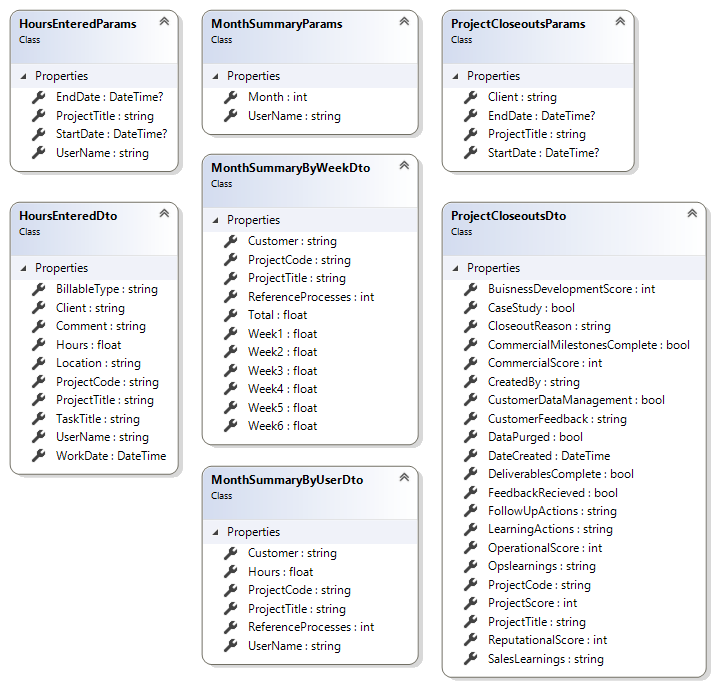 HoursEnteredParams
Class
Properties
EndDate : DateTime?
ProjectTitle : string
StartDate : DateTime?
UserName : string
MonthSummaryParams
Class
Properties
Month : int
UserName : string
ProjectCloseoutsParams
Class
Properties
Client : string
EndDate : DateTime?
ProjectTitle : string
StartDate : DateTime?
HoursEnteredDto
Class
Properties
BillableType : string
Client : string
Comment : string
Hours : float
Location : string
ProjectCode : string
ProjectTitle : string
TaskTitle : string
UserName : string
WorkDate : DateTime
MonthSummaryByWeekDto
Class
Properties
Customer : string
ProjectCode : string
ProjectTitle : string
ReferenceProcesses : int
Total : float
Week1 : float
Week2 : float
Week3 : float
Week4 : float
Week5 : float
Week6 : float
MonthSummaryByUserDto
Class
Properties
Customer : string
Hours : float
ProjectCode : string
ProjectTitle : string
ReferenceProcesses : int
UserName : string
ProjectCloseoutsDto
Class
Properties
BuisnessDevelopmentScore : int
CaseStudy : bool
CloseoutReason : string
CommercialMilestonesComplete : bool
CommercialScore : int
CreatedBy : string
CustomerDataManagement : bool
CustomerFeedback : string
DataPurged : bool
DateCreated : DateTime
DeliverablesComplete : bool
FeedbackRecieved : bool
FollowUpActions : string
LearningActions : string
OperationalScore : int
Opslearnings : string
ProjectCode : string
ProjectScore : int
ProjectTitle : string
ReputationalScore : int
SalesLearnings : string